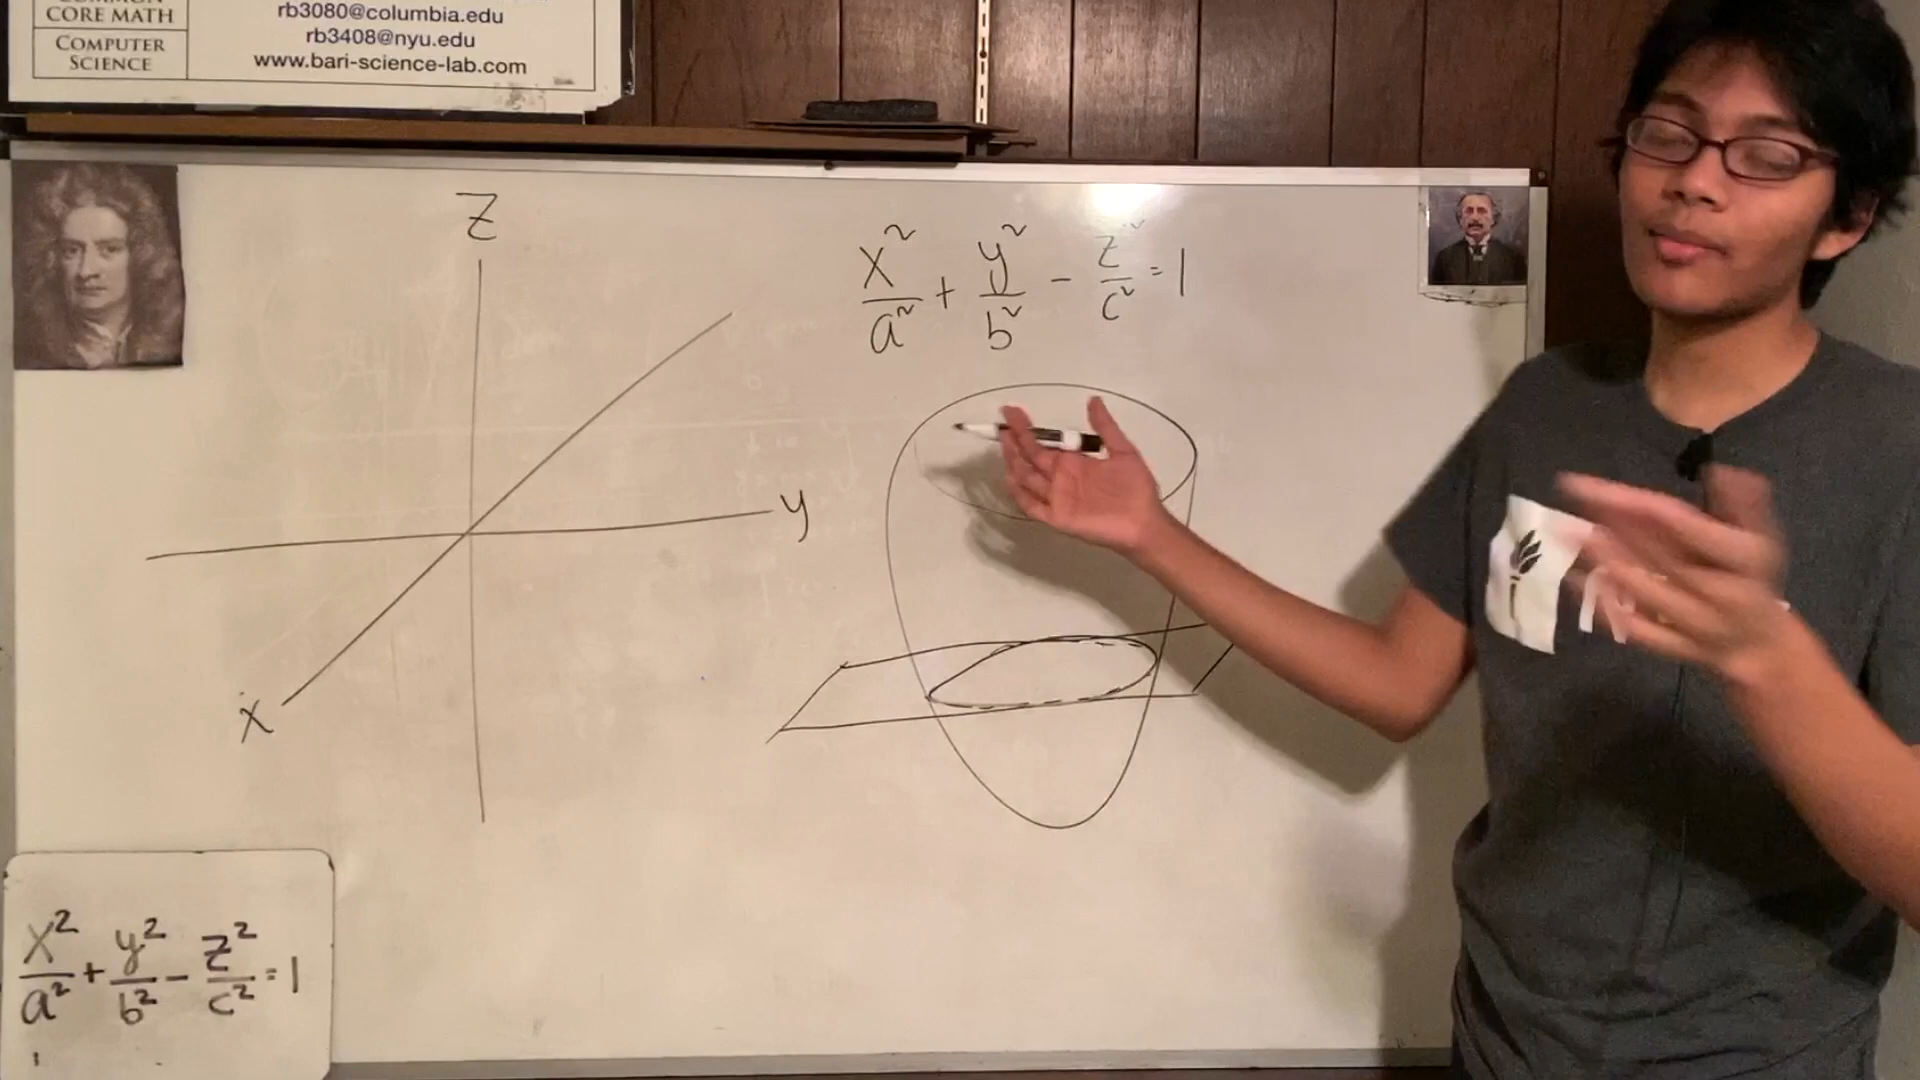 CORE MATH
COMPUTER
SCIENCE
rb3080@columbia.edu
rb3408@nyu.edu
www.bari-science-lab.com
z
y
x
x²/a² + y²/b² - z²/c² = 1
x²/a² + y²/b² - z²/c² = 1